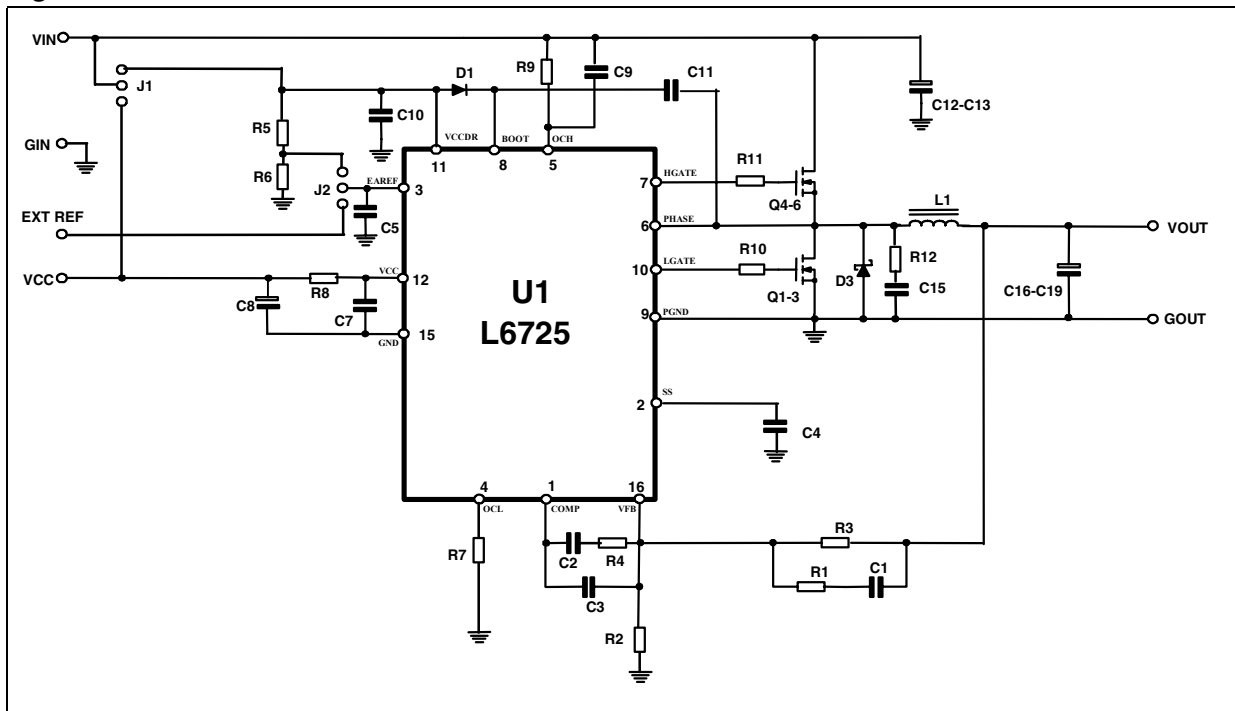 VIN
J1
R9
C9
D1
C11
C12-C13
C10
R5
VCCDR
BOOT
OCH
GIN
11
8
5
R6
J2
EAREF
3
HGATE
7
R11
Q4-6
L1
EXT REF
C5
PHASE
6
VOUT
LGATE
10
R10
R12
D3
Q1-3
C15
C16-C19
VCC
R8
VCC
12
C8
C7
U1
L6725
GND
15
PGND
9
GOUT
SS
2
C4
4
OCL
1
COMP
16
VFB
R7
C2
R4
C3
R2
R3
R1
C1